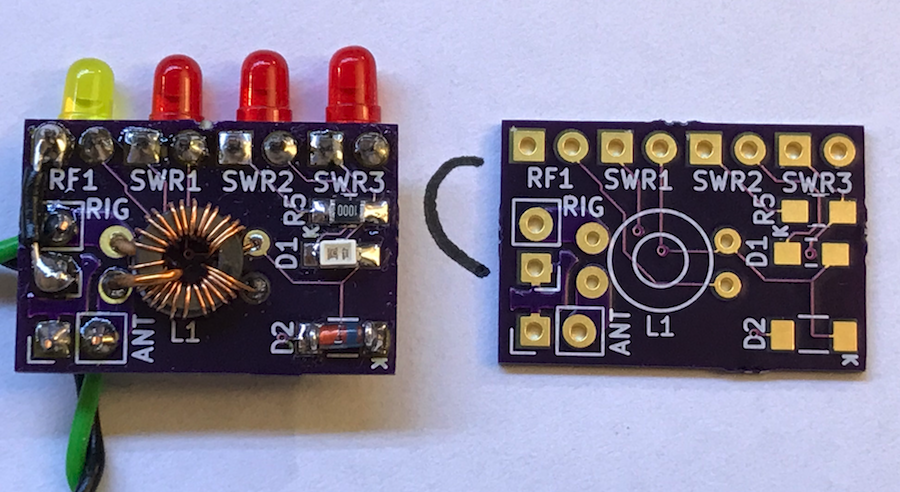 RF1 SWR1 SWR2 SWR3
RIG
R5
1000
D1
K
L1
ANT
D2
K
RF1 SWR1 SWR2 SWR3
RIG
R5
K
D1
L1
ANT
D2
K